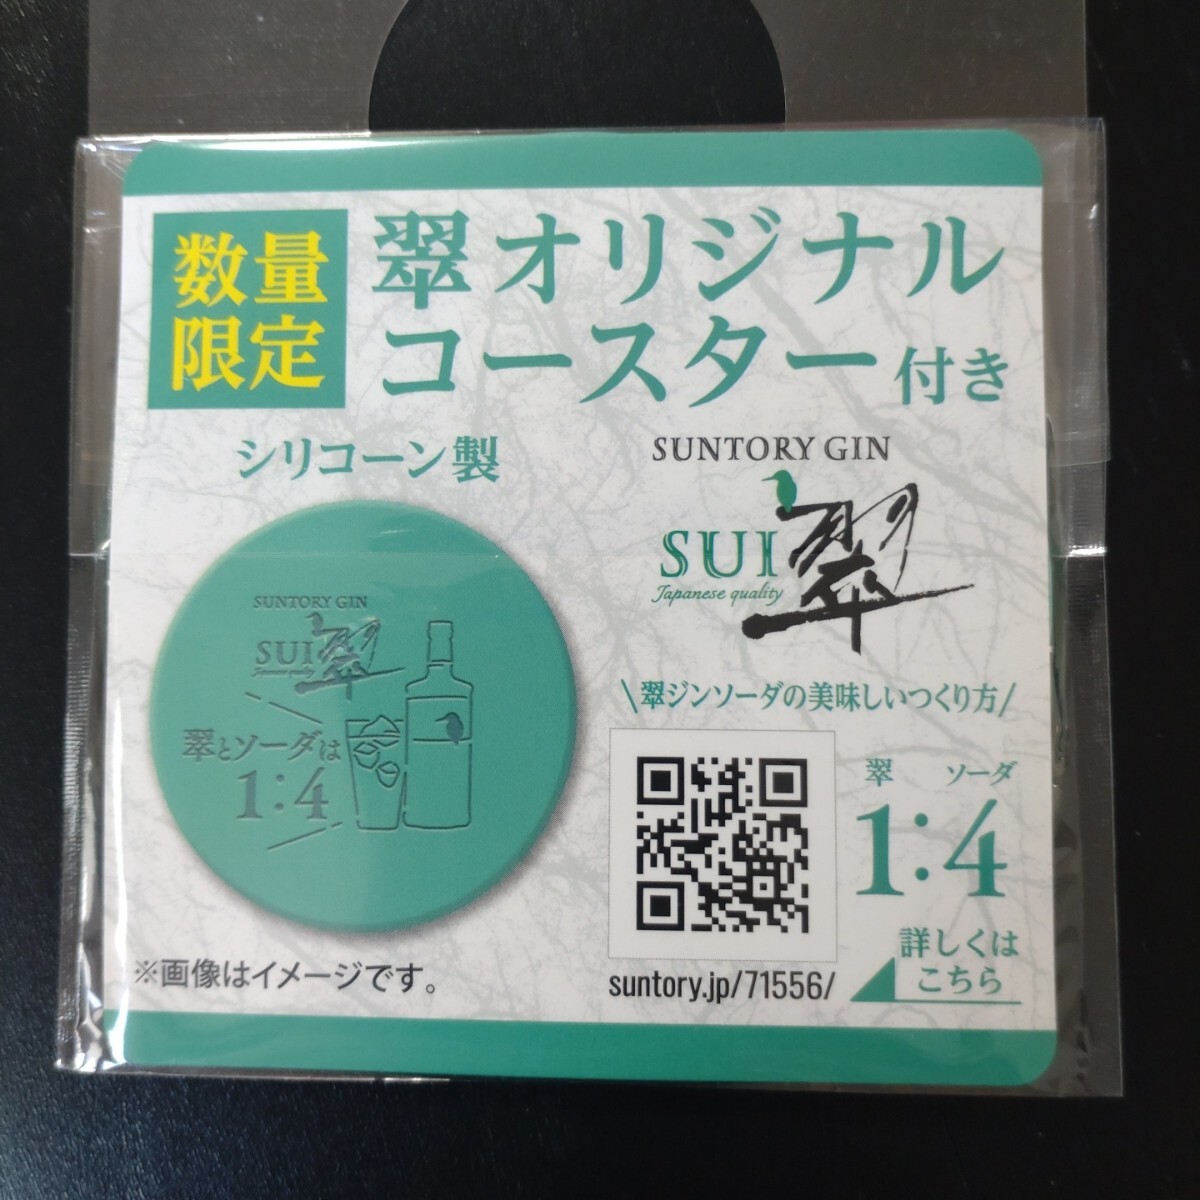 数量
限定
翠オリジナル
コースター付き
シリコーン製
SUNTORY GIN
SUI 翠
Japanese quality
翠とソーダは
1:4
※画像はイメージです。
SUNTORY GIN
SUI 翠
Japanese quality
\翠ジンソーダの美味しいつくり方/
翠 ソーダ
1:4
詳しくは
こちら
suntory.jp/71556/